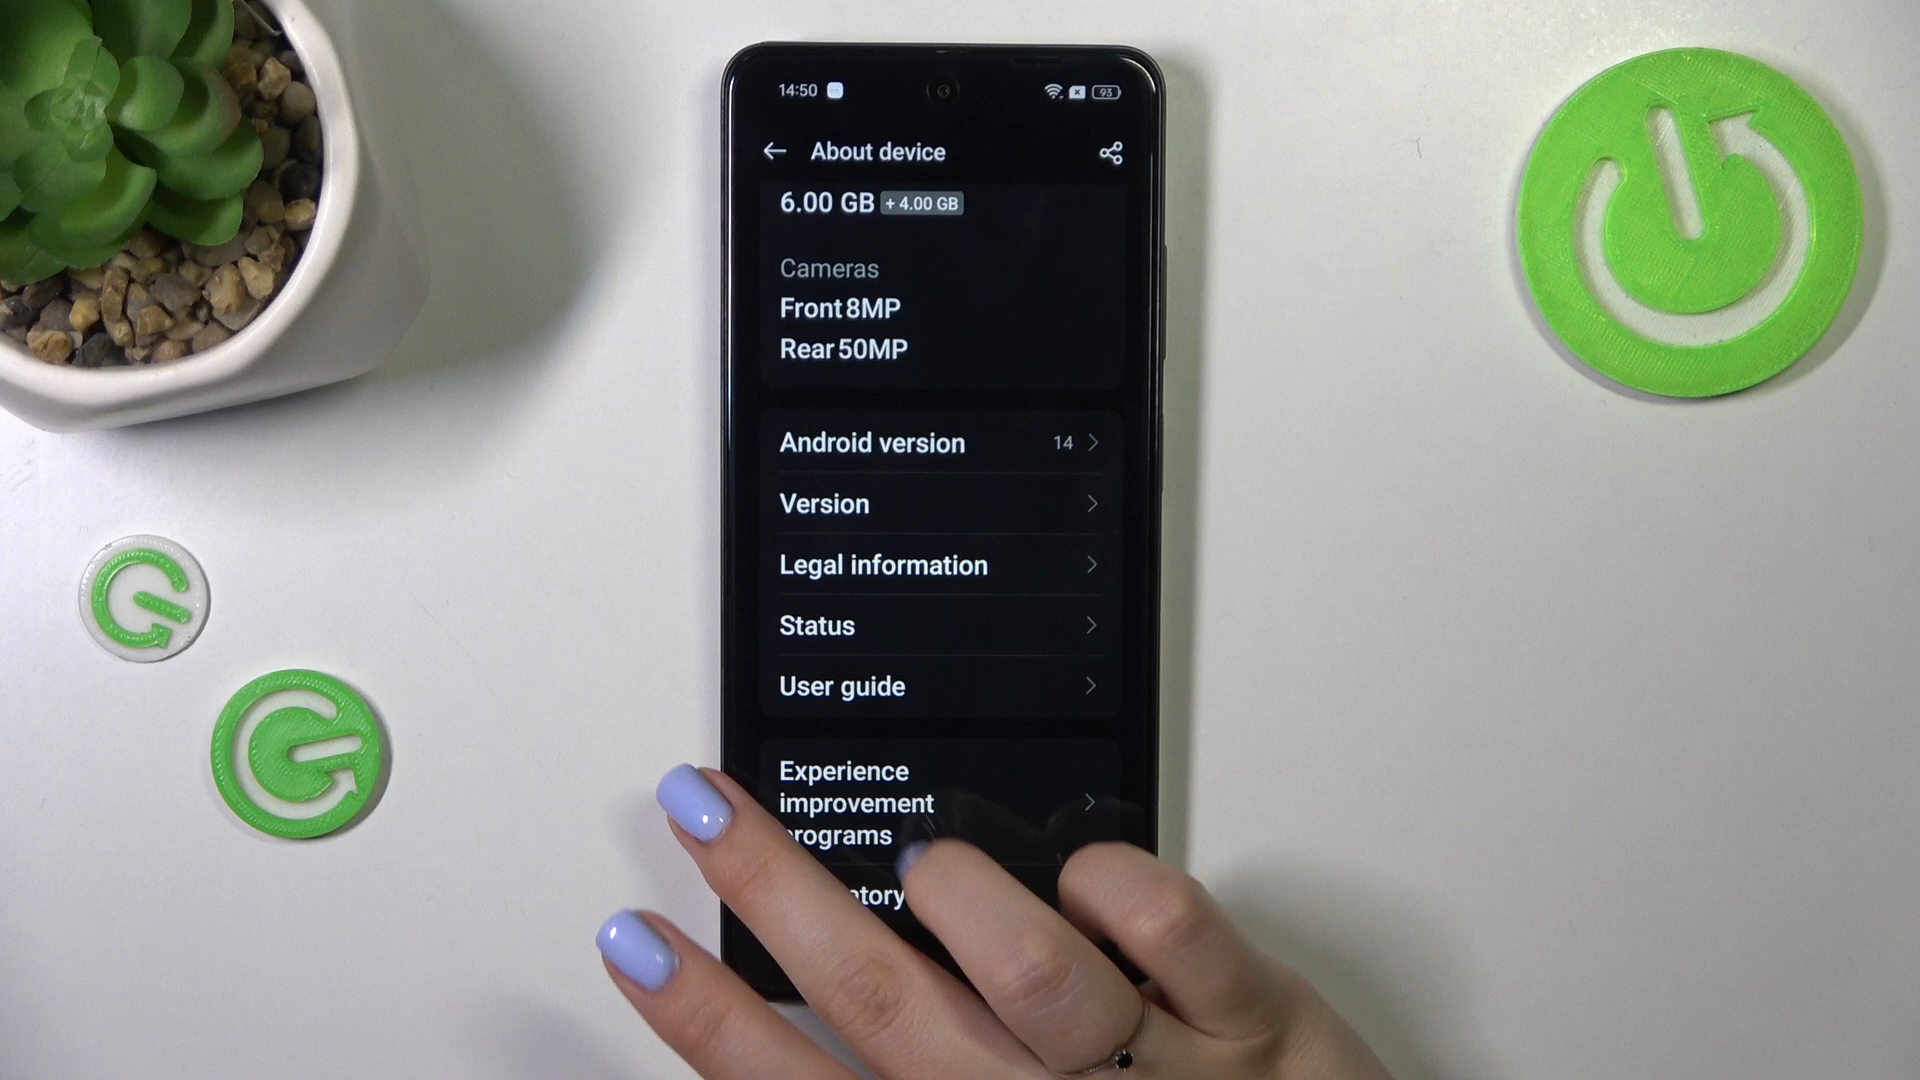 14:50
93
About device
6.00 GB + 4.00 GB
Cameras
Front 8MP
Rear 50MP
Android version 14
Version
Legal information
Status
User guide
Experience
improvement
programs